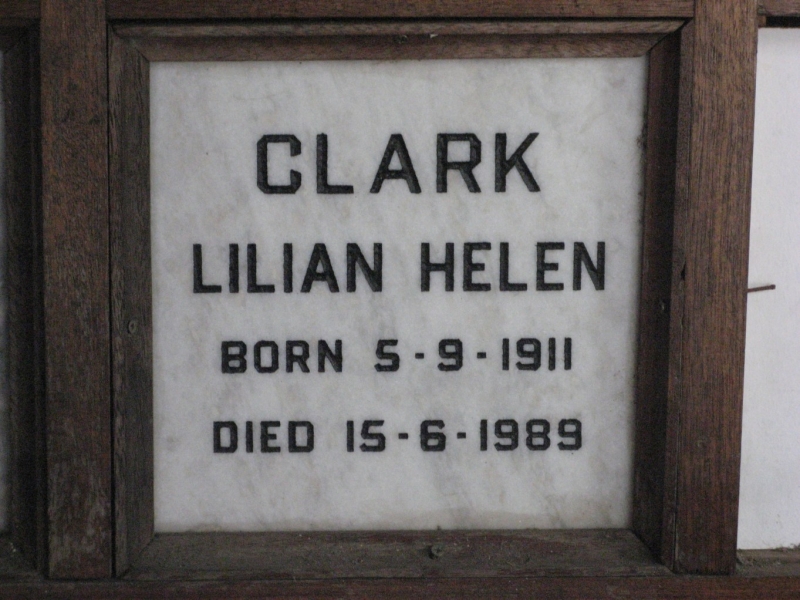 CLARK
LILIAN HELEN
BORN 5-9-1911
DIED 15-6-1989